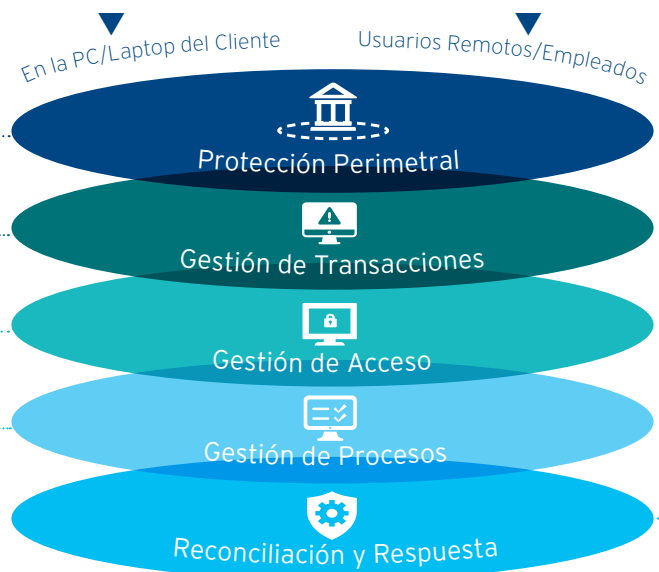 En la PC/Laptop del Cliente
Usuarios Remotos/Empleados
Protección Perimetral
Gestión de Transacciones
Gestión de Acceso
Gestión de Procesos
Reconciliación y Respuesta